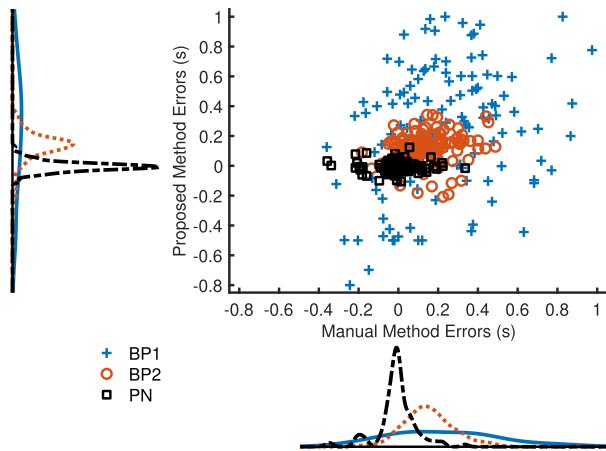 1
0.8
0.6
0.4
0.2
0
-0.2
-0.4
-0.6
-0.8
Proposed Method Errors (s)
-0.8 -0.6 -0.4 -0.2 0 0.2 0.4 0.6 0.8 1
Manual Method Errors (s)
BP1
BP2
PN